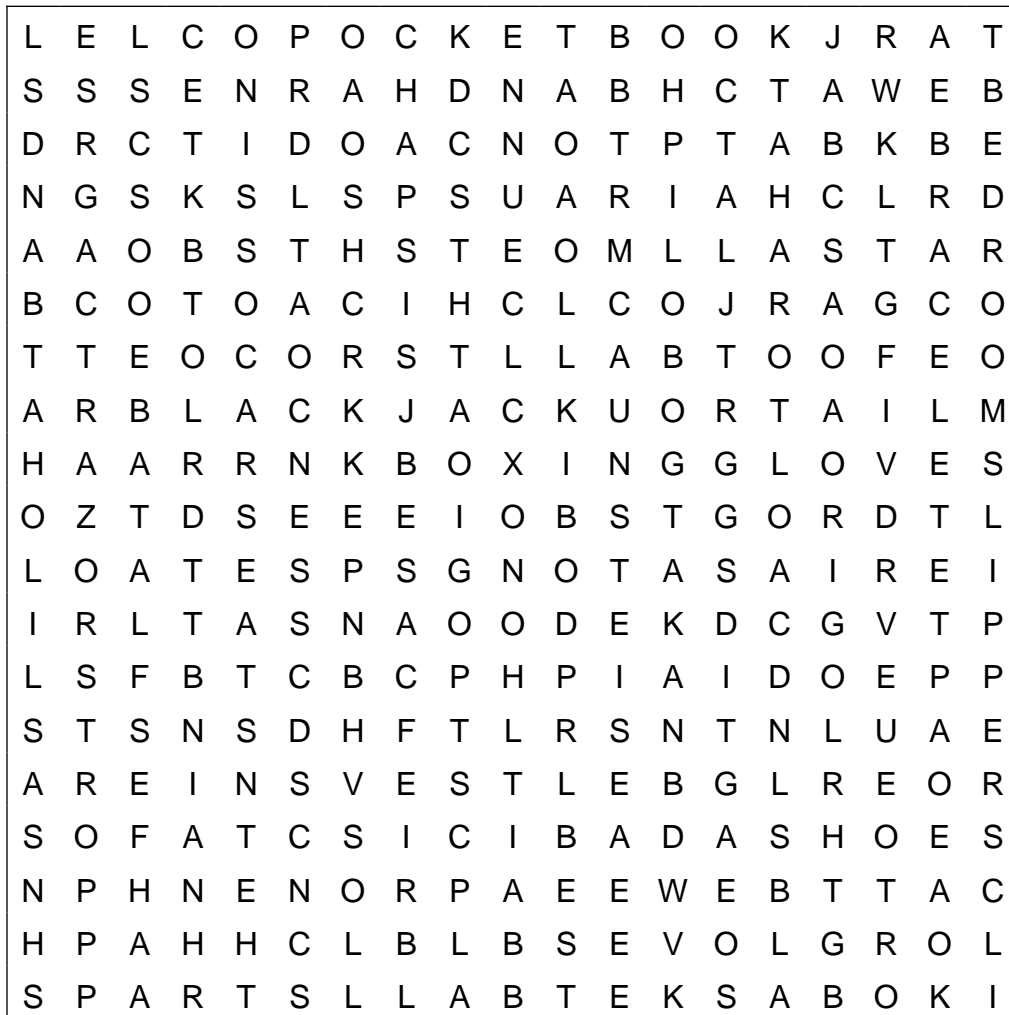 L E L C O P O C K E T B O O K J R A T
S S S E N R A H D N A B H C T A W E B
D R C T I D O A C N O T P T A B K B E
N G S K S L S P S U A R I A H C L R D
A A O B S T H S T E O M L L A S T A R
B C O T O A C I H C L C O J R A G C O
T T E O C O R S T L L A B T O O F E O
A R B L A C K J A C K U O R T A I L M
H A A R R N K B O X I N G G L O V E S
O Z T D S E E E I O B S T G O R D T L
L O A T E S P S G N O T A S A I R E I
I R L T A S N A O O D E K D C G V T P
L S F B T C B C P H P I A I D O E P P
S T S N S D H F T L R S N T N L U A E
A R E I N S V E S T L E B G L R E O R
S O F A T C S I C I B A D A S H O E S
N P H N E N O R P A E E W E B T T A C
H P A H H C L B L B S E V O L G R O L
S P A R T S L L A B T E K S A B O K I